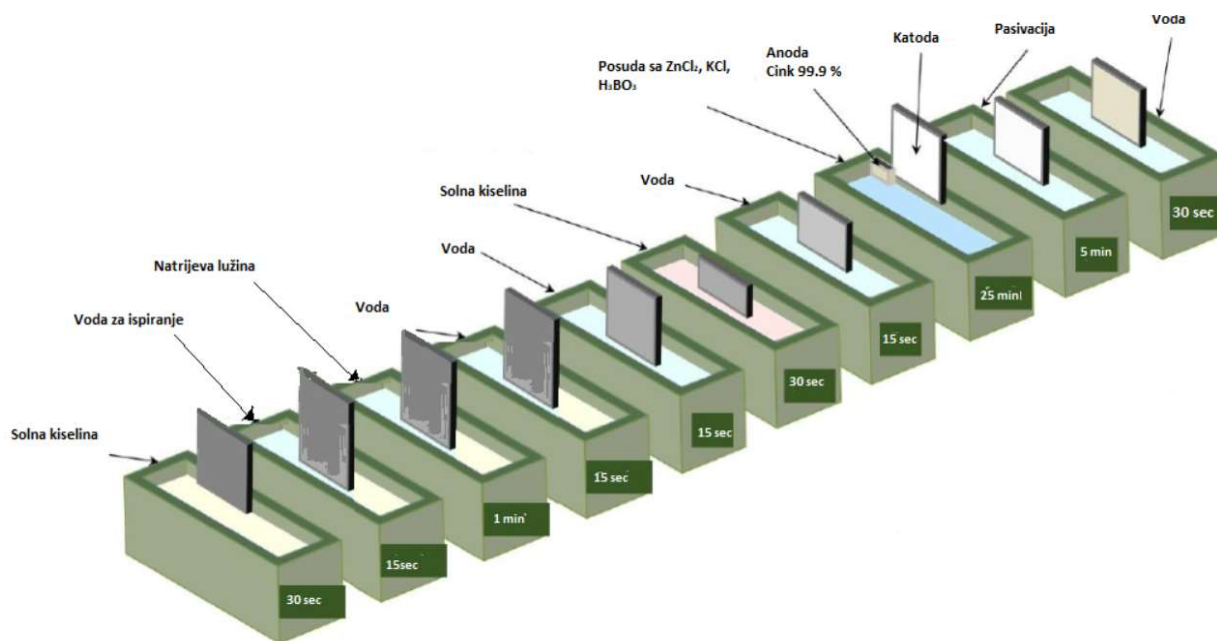 Solna kiselina
Voda za ispiranje
Natrijeva lužina
Voda
Voda
Solna kiselina
Voda
Posuda sa ZnCl₂, KCl,
H₃BO₃
Anoda
Cink 99.9 %
Katoda
Pasivacija
Voda
30 sec
15sec
1 min
15 sec
15 sec
30 sec
15 sec
25 min
5 min
30 sec